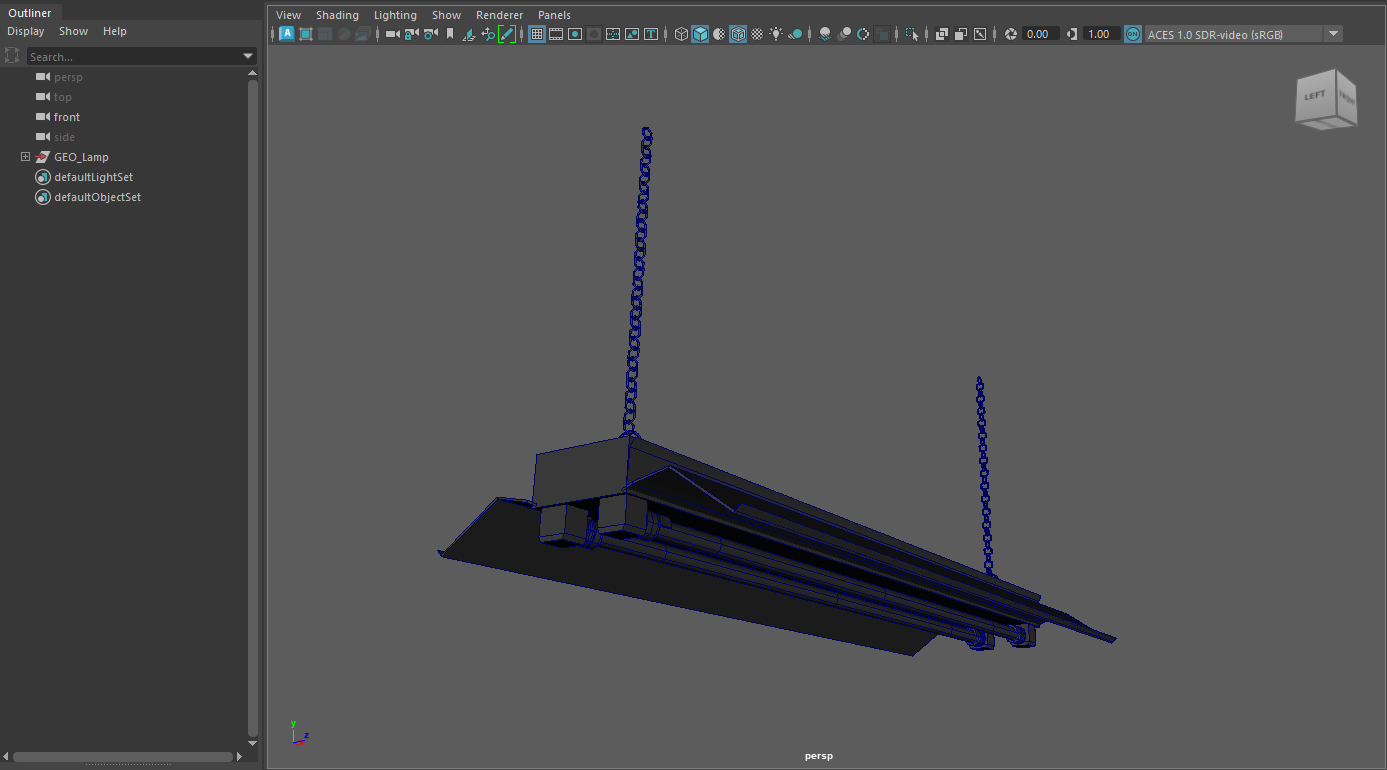 Outliner
Display Show Help
Search...
persp
top
front
side
GEO_Lamp
defaultLightSet
defaultObjectSet
View Shading Lighting Show Renderer Panels
A T 0.00 1.00 ON ACES 1.0 SDR-video (sRGB)
LEFT
y
z
persp